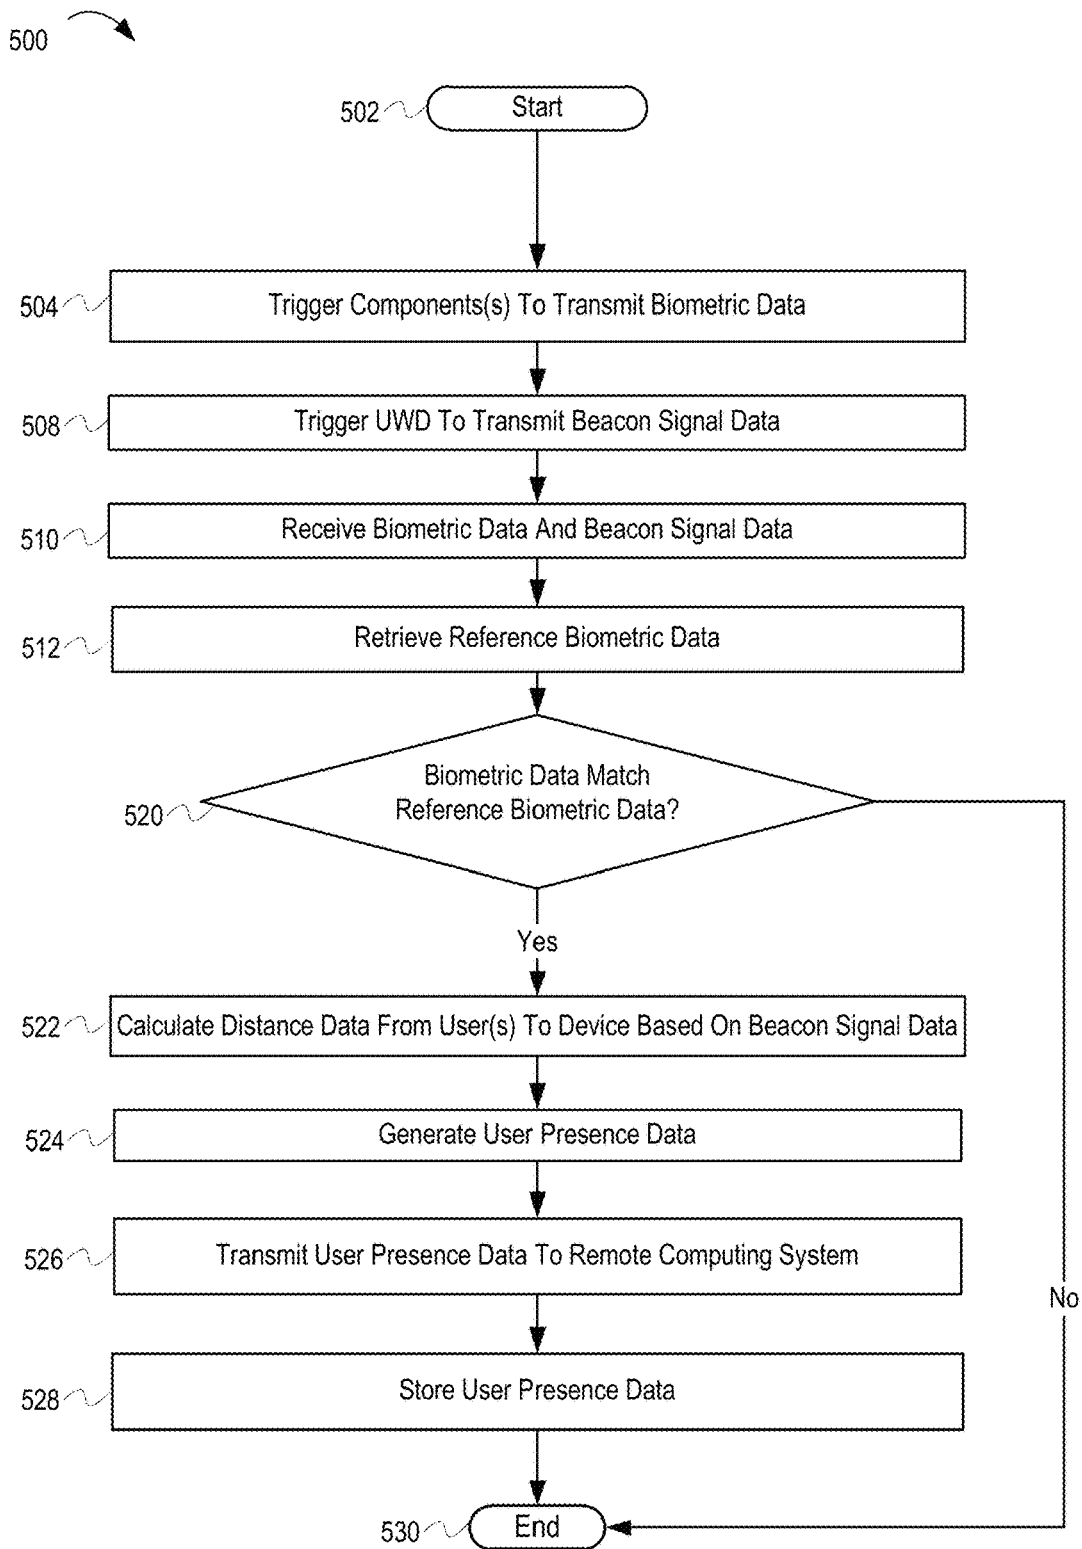 500
502
Start
504
Trigger Components(s) To Transmit Biometric Data
508
Trigger UWD To Transmit Beacon Signal Data
510
Receive Biometric Data And Beacon Signal Data
512
Retrieve Reference Biometric Data
520
Biometric Data Match
Reference Biometric Data?
Yes
522
Calculate Distance Data From User(s) To Device Based On Beacon Signal Data
524
Generate User Presence Data
526
Transmit User Presence Data To Remote Computing System
No
528
Store User Presence Data
530
End